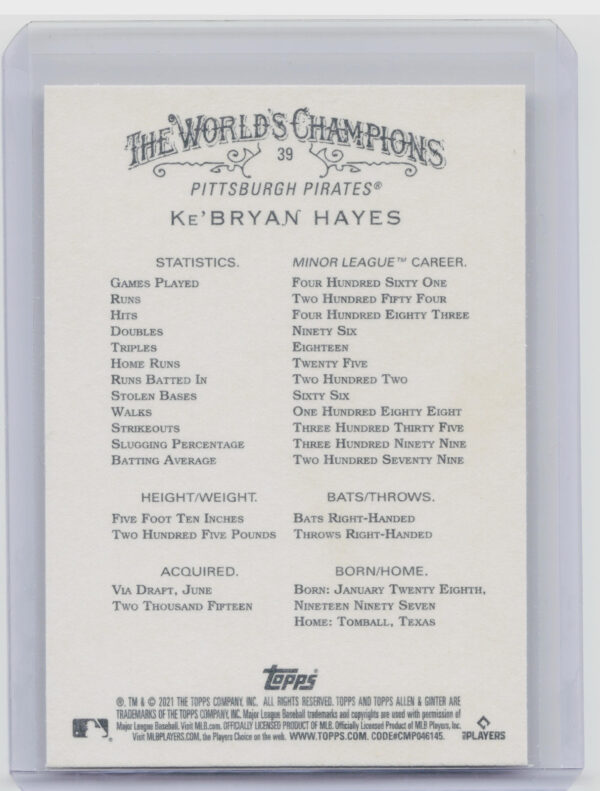 THE WORLD'S CHAMPIONS
39
PITTSBURGH PIRATES®
KE'BRYAN HAYES
STATISTICS. MINOR LEAGUE™ CAREER.
GAMES PLAYED FOUR HUNDRED SIXTY ONE
RUNS TWO HUNDRED FIFTY FOUR
HITS FOUR HUNDRED EIGHTY THREE
DOUBLES NINETY SIX
TRIPLES EIGHTEEN
HOME RUNS TWENTY FIVE
RUNS BATTED IN TWO HUNDRED TWO
STOLEN BASES SIXTY SIX
WALKS ONE HUNDRED EIGHTY EIGHT
STRIKEOUTS THREE HUNDRED THIRTY FIVE
SLUGGING PERCENTAGE THREE HUNDRED NINETY NINE
BATTING AVERAGE TWO HUNDRED SEVENTY NINE
HEIGHT/WEIGHT. BATS/THROWS.
FIVE FOOT TEN INCHES BATS RIGHT-HANDED
TWO HUNDRED FIVE POUNDS THROWS RIGHT-HANDED
ACQUIRED. BORN/HOME.
VIA DRAFT, JUNE BORN: JANUARY TWENTY EIGHTH,
TWO THOUSAND FIFTEEN NINETEEN NINETY SEVEN
HOME: TOMBALL, TEXAS
topps®
®, TM & © 2021 THE TOPPS COMPANY, INC. ALL RIGHTS RESERVED. TOPPS AND TOPPS ALLEN & GINTER ARE
TRADEMARKS OF THE TOPPS COMPANY, INC. Major League Baseball trademarks and copyrights are used with permission of
Major League Baseball. Visit MLB.com. OFFICIALLY LICENSED PRODUCT OF MLB. Officially Licensed Product of MLB Players, Inc.
Visit MLBPLAYERS.COM, the Players Choice on the web. WWW.TOPPS.COM. CODE#CMP046145.
PLAYERS